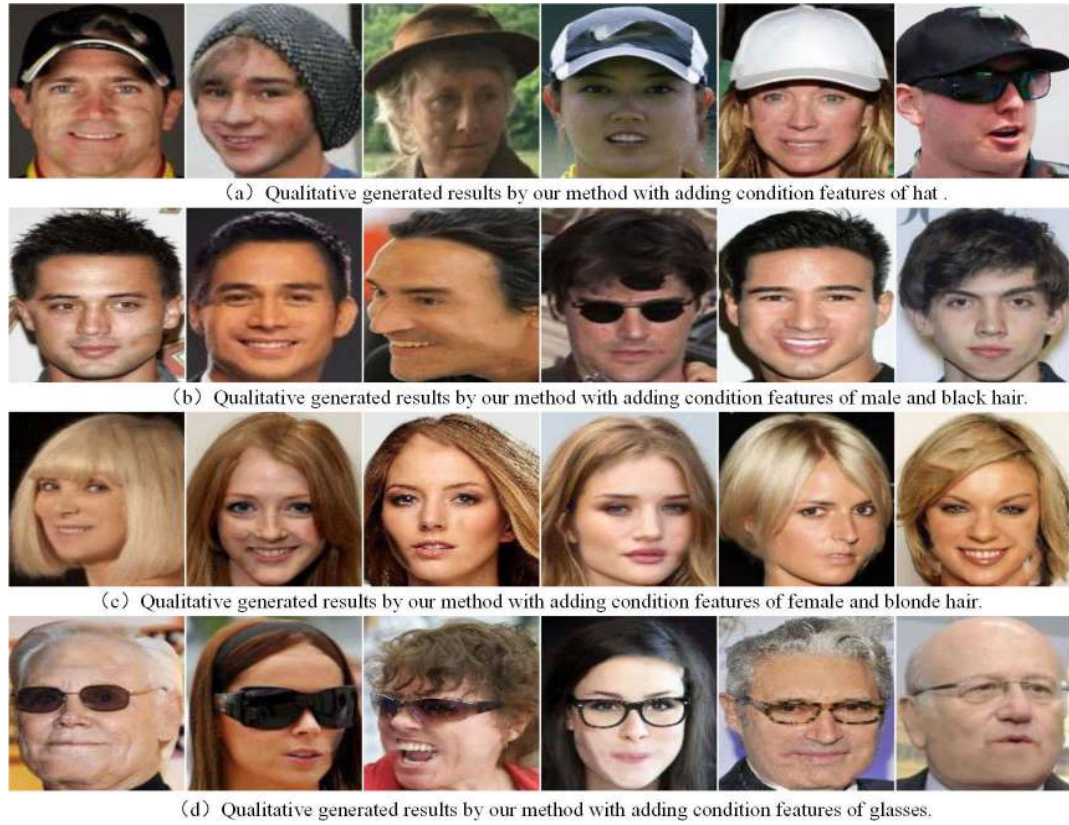 （a）Qualitative generated results by our method with adding condition features of hat .
（b）Qualitative generated results by our method with adding condition features of male and black hair.
（c）Qualitative generated results by our method with adding condition features of female and blonde hair.
（d）Qualitative generated results by our method with adding condition features of glasses.